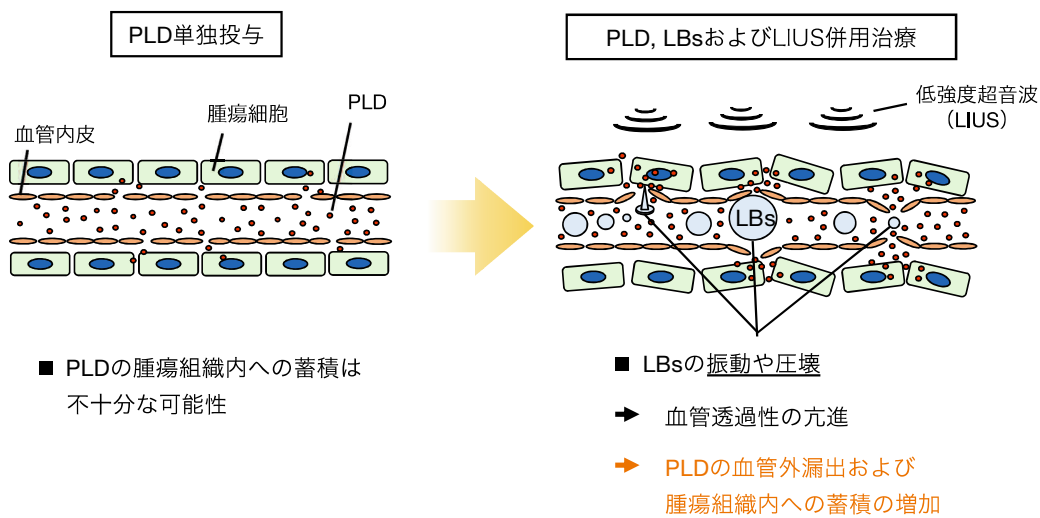 PLD単独投与
PLD
腫瘍細胞
血管内皮
■ PLDの腫瘍組織内への蓄積は
不十分な可能性
PLD, LBsおよびLIUS併用治療
低強度超音波
（LIUS）
LBs
■ LBsの振動や圧壊
➡ 血管透過性の亢進
➡ PLDの血管外漏出および
腫瘍組織内への蓄積の増加